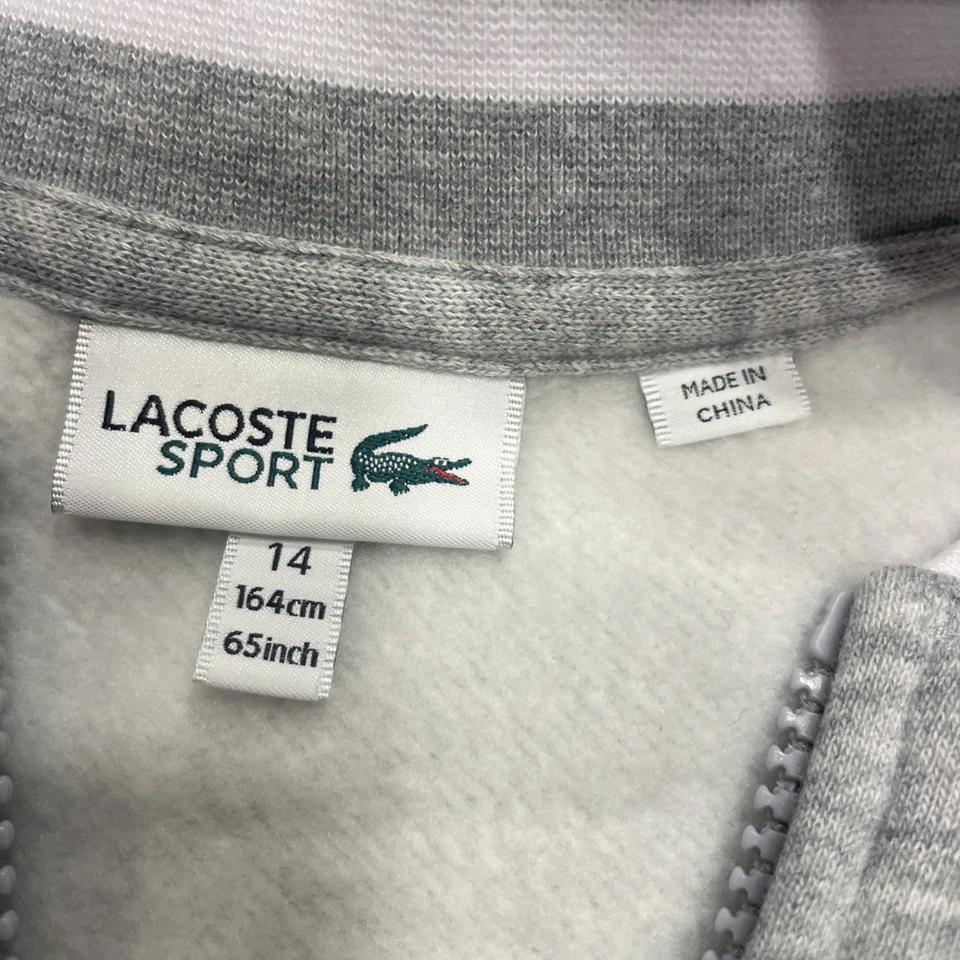 LACOSTE
SPORT
14
164cm
65inch
MADE IN
CHINA